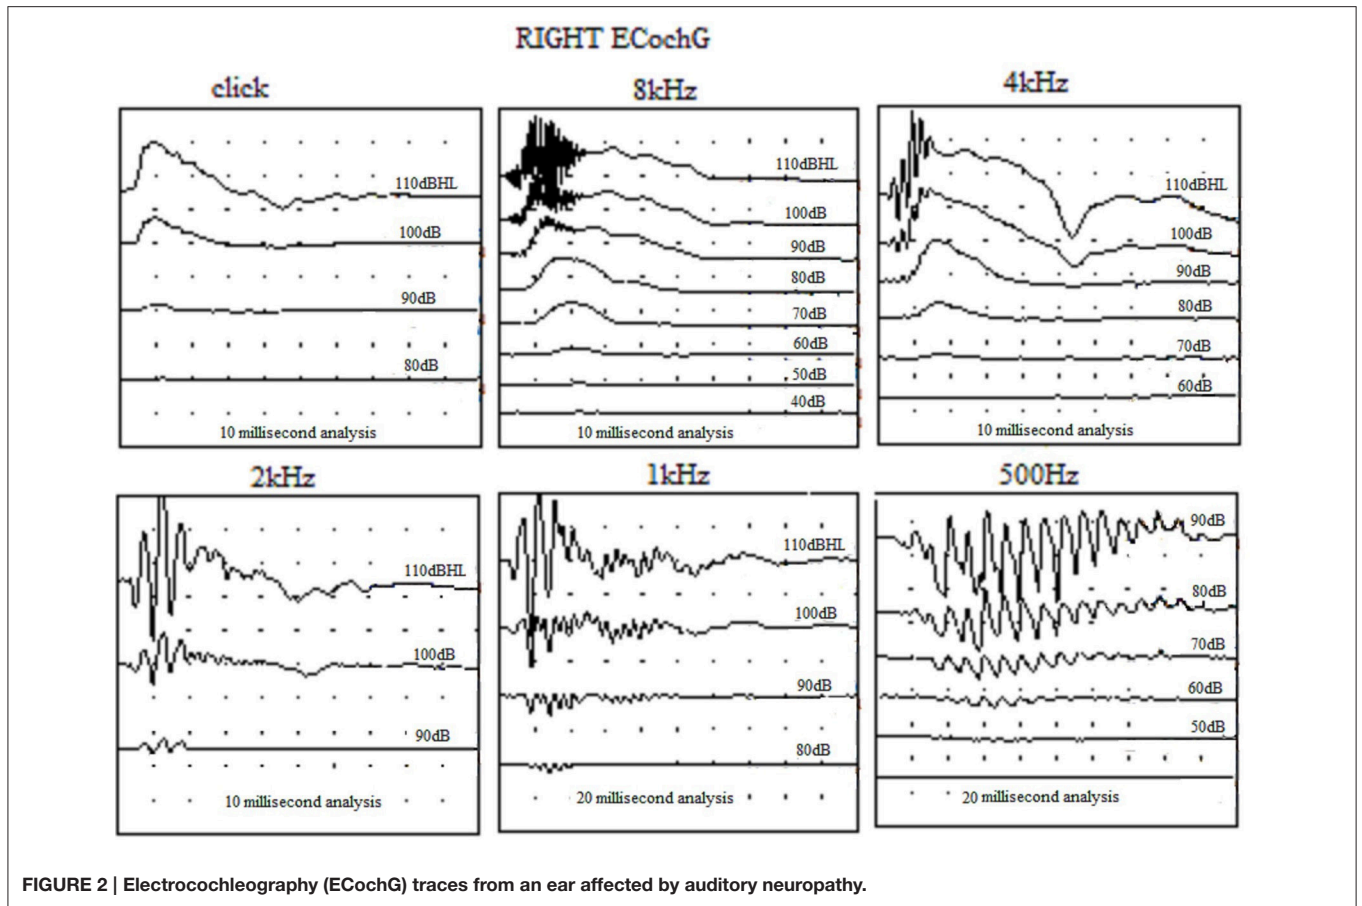 RIGHT ECochG
click
110dBHL
100dB
90dB
80dB
10 millisecond analysis
8kHz
110dBHL
100dB
90dB
80dB
70dB
60dB
50dB
40dB
10 millisecond analysis
4kHz
110dBHL
100dB
90dB
80dB
70dB
60dB
10 millisecond analysis
2kHz
110dBHL
100dB
90dB
10 millisecond analysis
1kHz
110dBHL
100dB
90dB
80dB
20 millisecond analysis
500Hz
90dB
80dB
70dB
60dB
50dB
20 millisecond analysis
FIGURE 2 | Electrocochleography (ECochG) traces from an ear affected by auditory neuropathy.